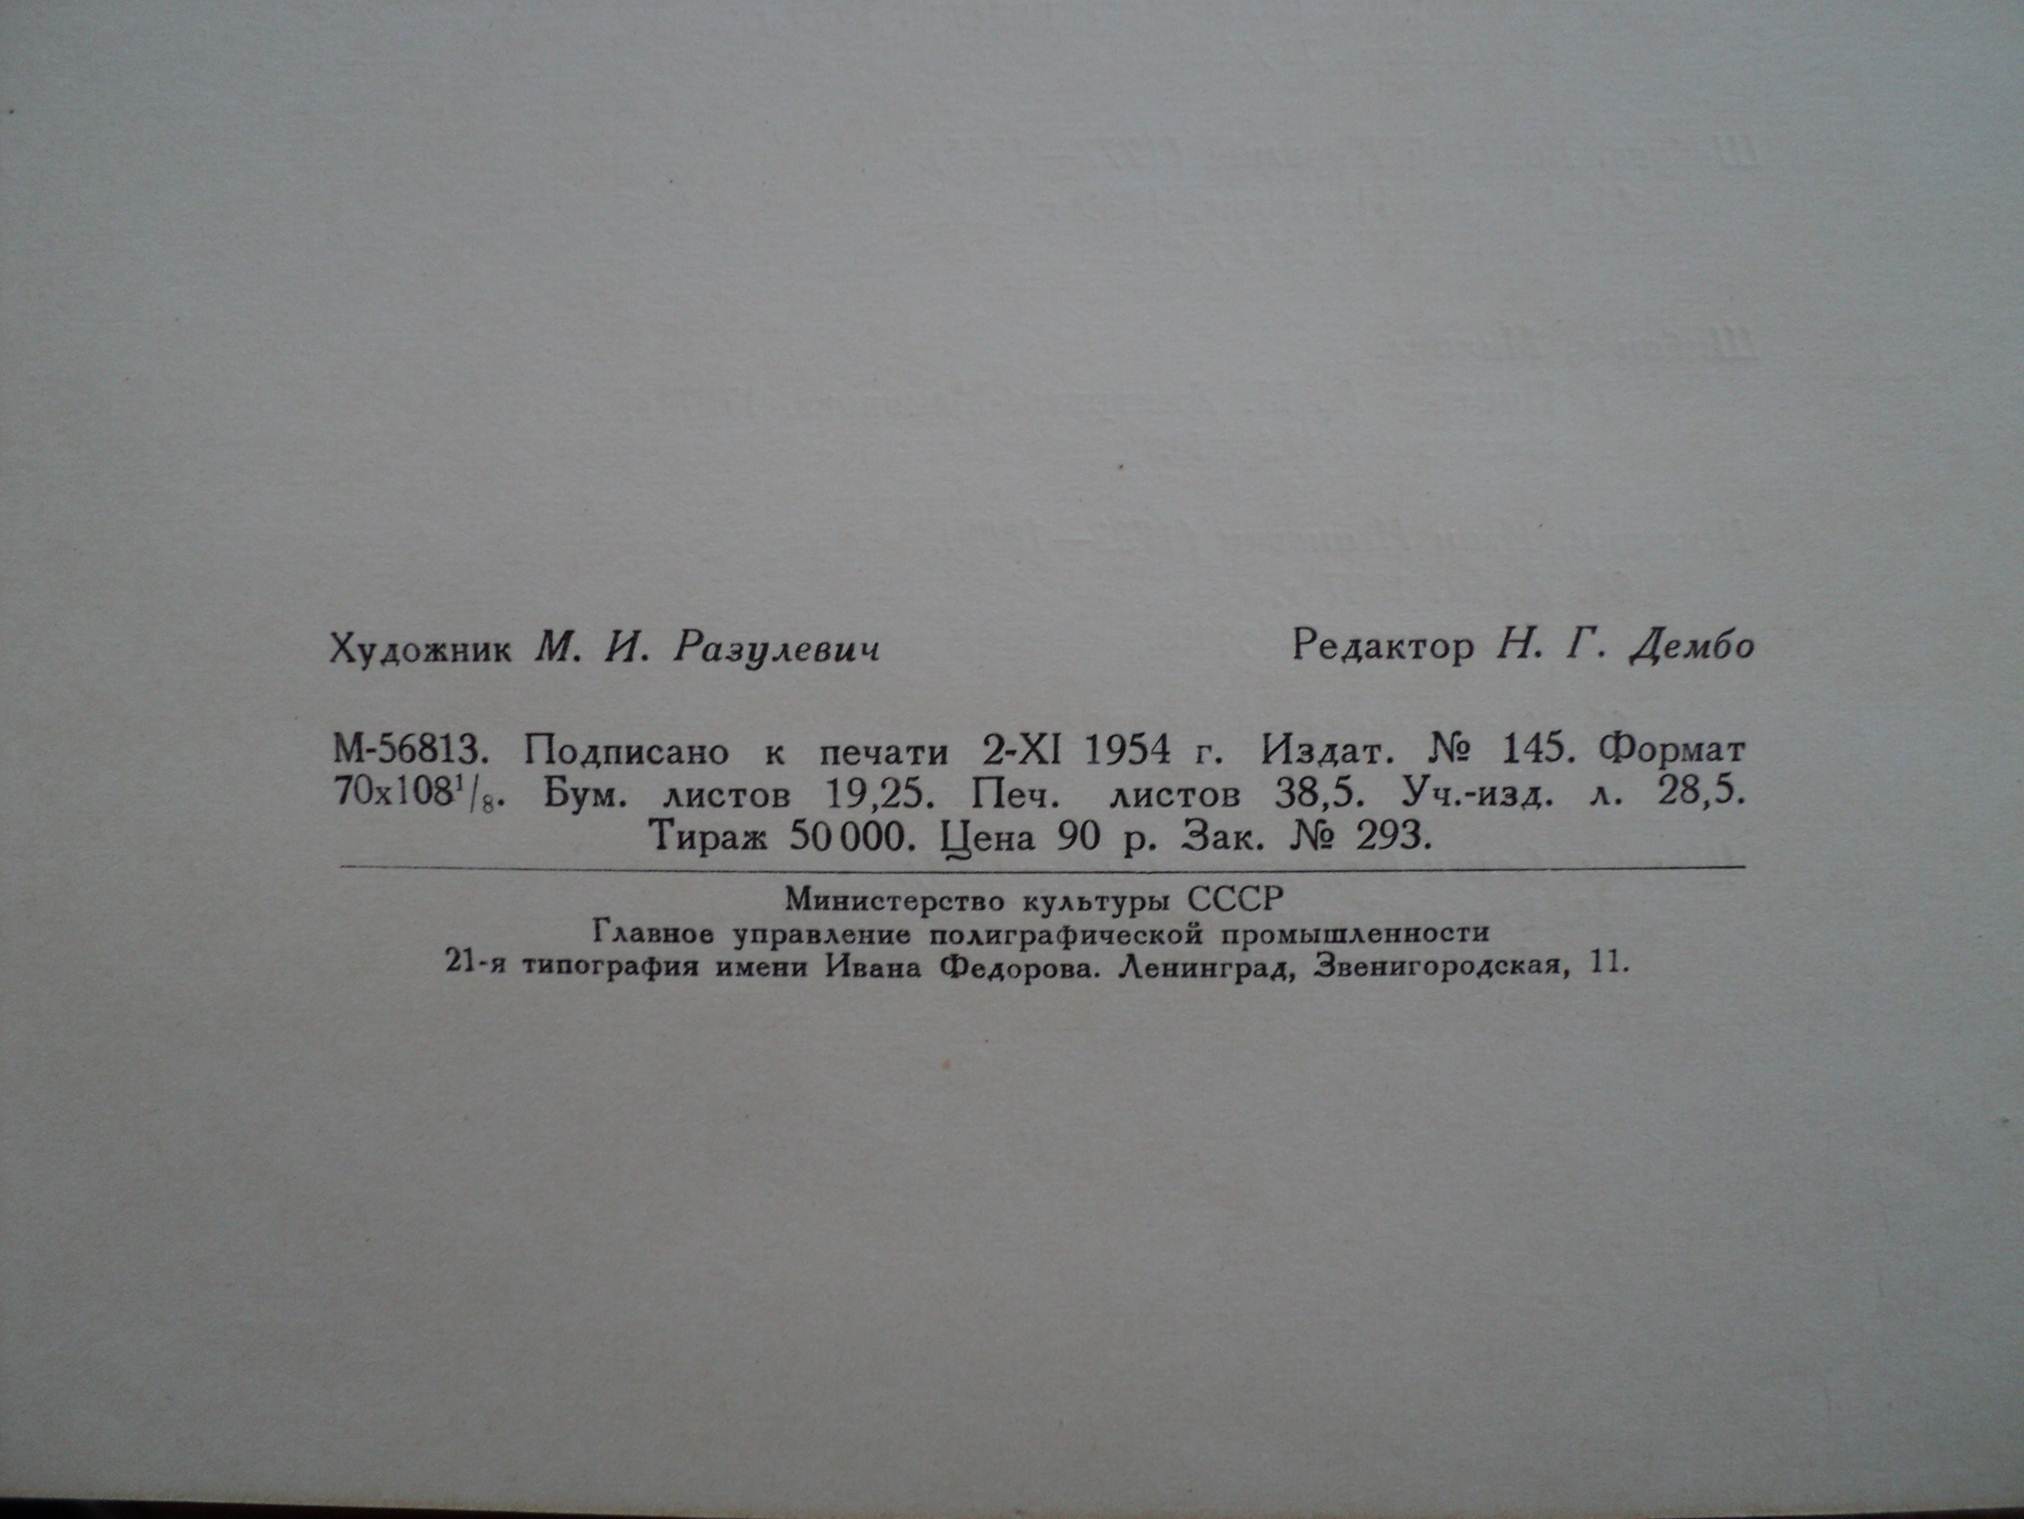 Художник М. И. Разулевич Редактор Н. Г. Дембо
М-56813. Подписано к печати 2-XI 1954 г. Издат. № 145. Формат
70х108¹/₈. Бум. листов 19,25. Печ. листов 38,5. Уч.-изд. л. 28,5.
Тираж 50 000. Цена 90 р. Зак. № 293.
Министерство культуры СССР
Главное управление полиграфической промышленности
21-я типография имени Ивана Федорова. Ленинград, Звенигородская, 11.